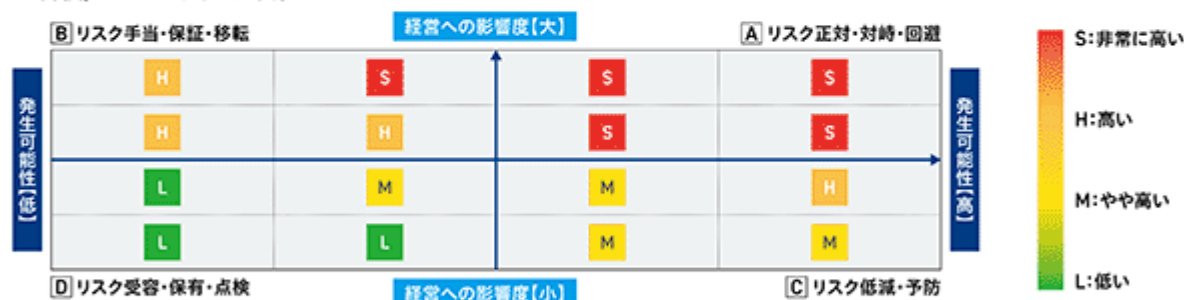 B リスク手当・保証・移転
経営への影響度【大】
A リスク正対・対峙・回避
発生可能性【低】
H S S S
H H S S
L M M H
L L M M
発生可能性【高】
S:非常に高い
H:高い
M:やや高い
L:低い
D リスク受容・保有・点検
経営への影響度【小】
C リスク低減・予防